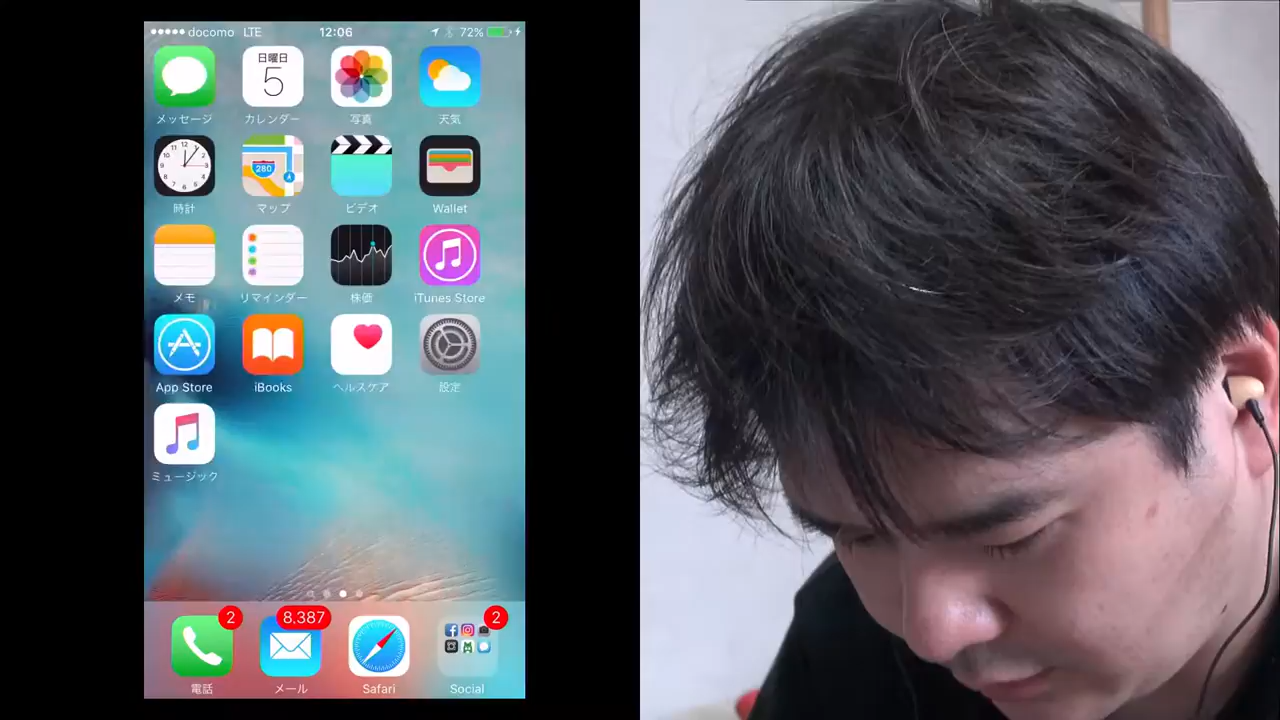 ●●●●● docomo LTE 12:06 72%
日曜日
5
メッセージ カレンダー 写真 天気
280
時計 マップ ビデオ Wallet
メモ リマインダー 株価 iTunes Store
App Store iBooks ヘルスケア 設定
ミュージック
2 8,387 2
電話 メール Safari Social